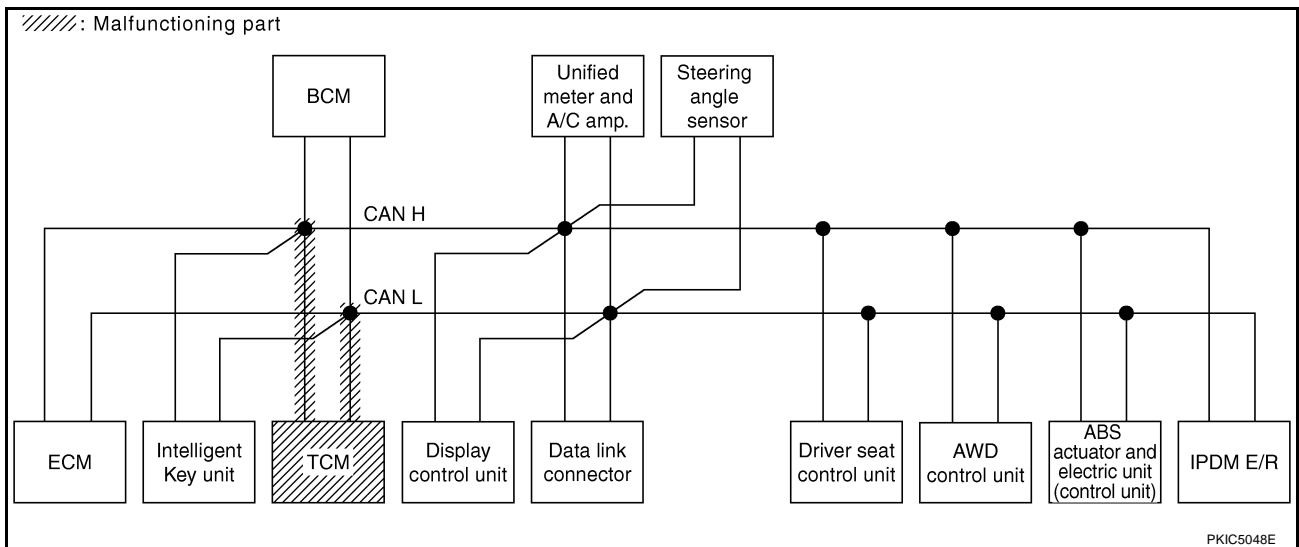 : Malfunctioning part
BCM
Unified
meter and
A/C amp.
Steering
angle
sensor
CAN H
CAN L
ECM
Intelligent
Key unit
TCM
Display
control unit
Data link
connector
Driver seat
control unit
AWD
control unit
ABS
actuator and
electric unit
(control unit)
IPDM E/R
PKIC5048E